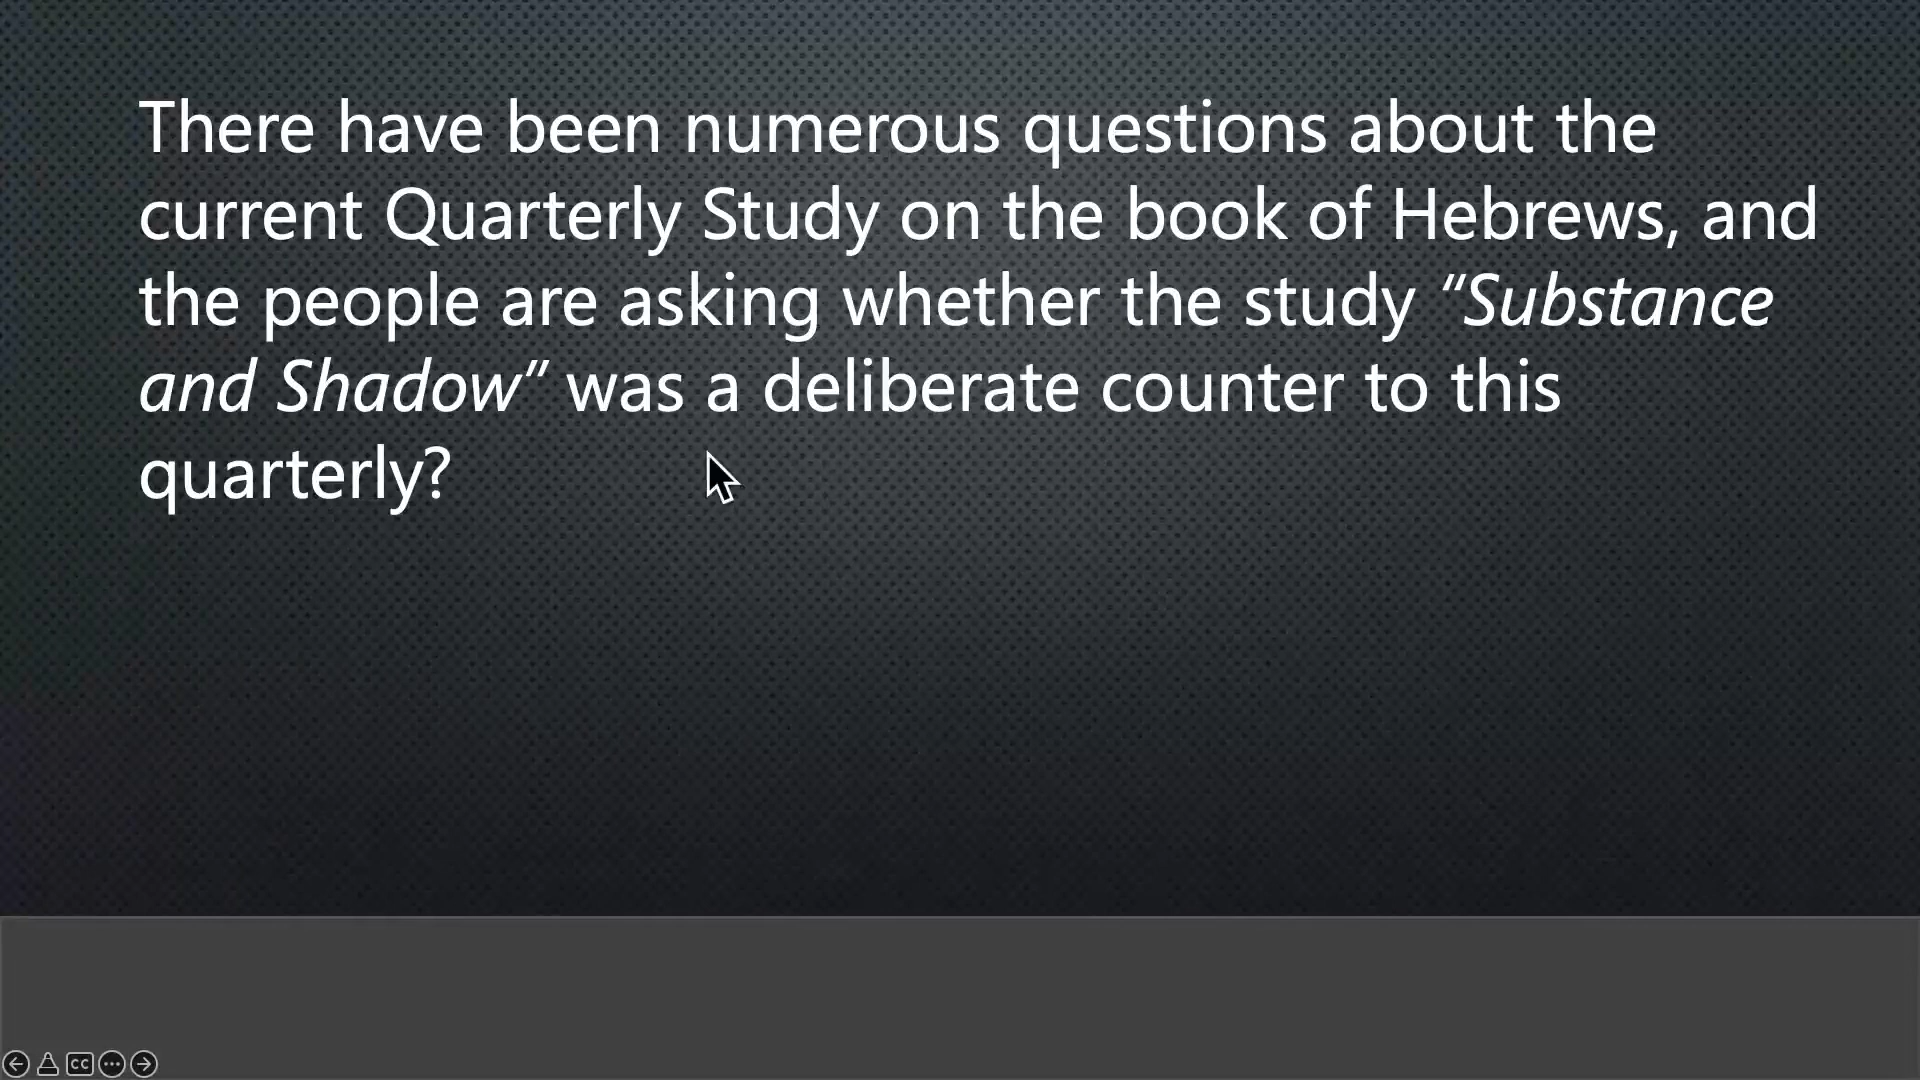 There have been numerous questions about the
current Quarterly Study on the book of Hebrews, and
the people are asking whether the study “Substance
and Shadow” was a deliberate counter to this
quarterly?
CC